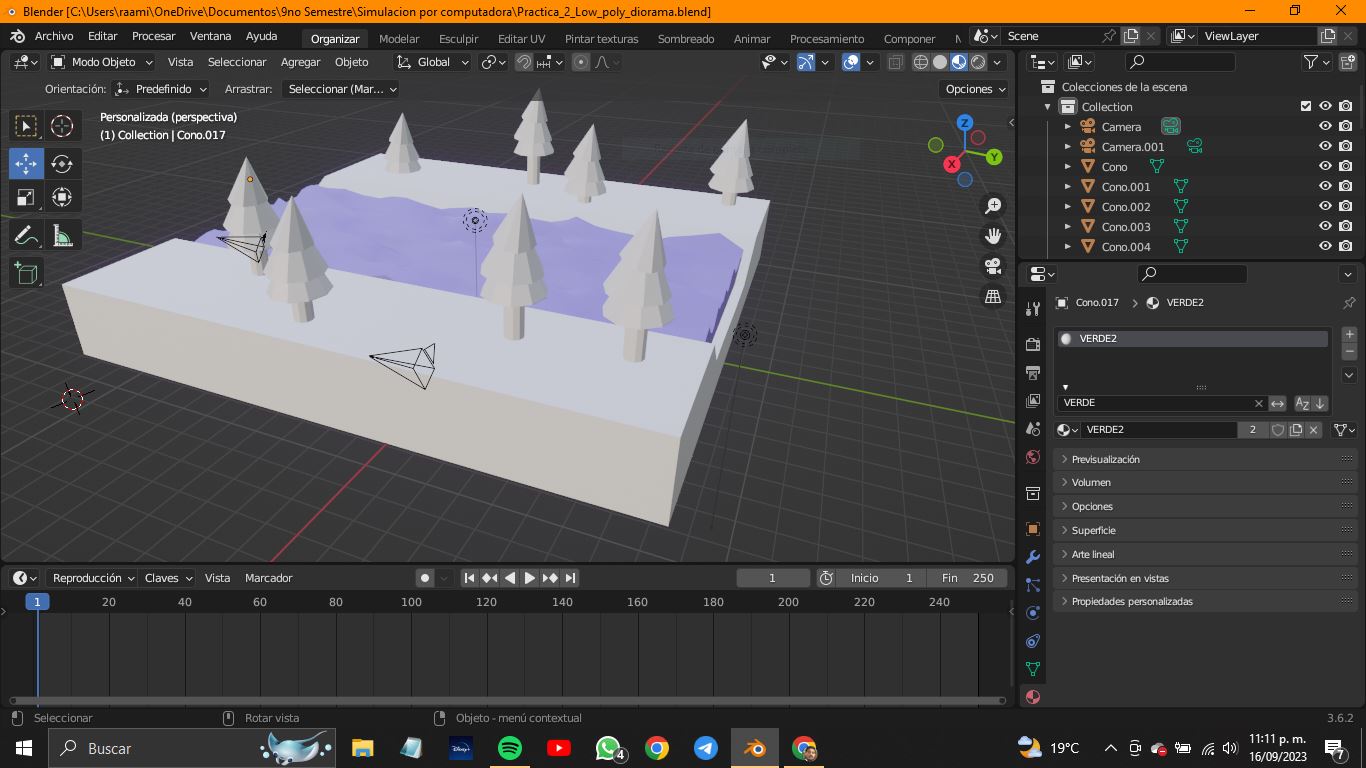 Blender [C:\Users\raami\OneDrive\Documentos\9no Semestre\Simulacion por computadora\Practica_2_Low_poly_diorama.blend]
Archivo Editar Procesar Ventana Ayuda Organizar Modelar Esculpir Editar UV Pintar texturas Sombreado Animar Procesamiento Componer Scene ViewLayer
Modo Objeto Vista Seleccionar Agregar Objeto Global
Orientación: Predefinido Arrastrar: Seleccionar (Mar... Opciones
Personalizada (perspectiva)
(1) Collection | Cono.017
Z
Y
X
Colecciones de la escena
Collection
Camera
Camera.001
Cono
Cono.001
Cono.002
Cono.003
Cono.004
Cono.017 VERDE2
VERDE2
VERDE
VERDE2 2
Previsualización
Volumen
Opciones
Superficie
Arte lineal
Presentación en vistas
Propiedades personalizadas
Reproducción Claves Vista Marcador 1 Inicio 1 Fin 250
1 20 40 60 80 100 120 140 160 180 200 220 240
Seleccionar Rotar vista Objeto - menú contextual 3.6.2
Buscar 4 19°C 11:11 p. m.
16/09/2023 7